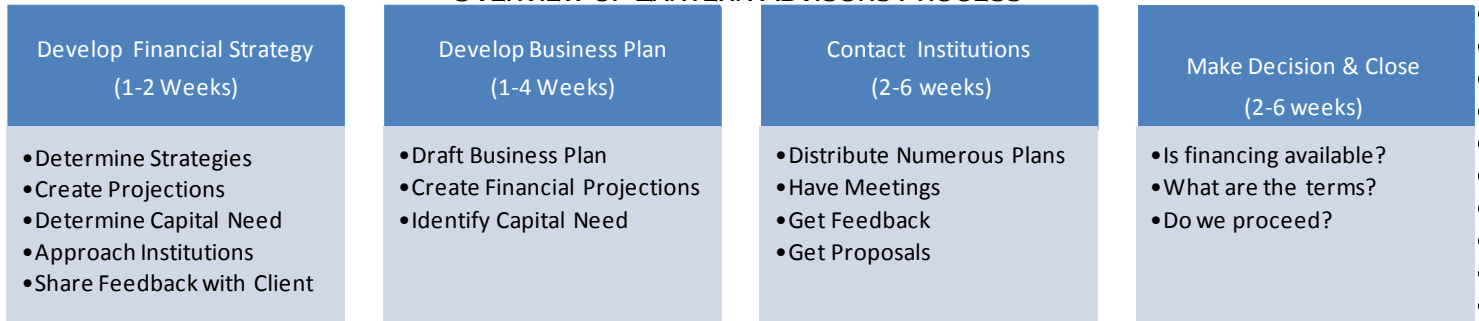 Develop Financial Strategy
(1-2 Weeks)
•Determine Strategies
•Create Projections
•Determine Capital Need
•Approach Institutions
•Share Feedback with Client
Develop Business Plan
(1-4 Weeks)
•Draft Business Plan
•Create Financial Projections
•Identify Capital Need
Contact Institutions
(2-6 weeks)
•Distribute Numerous Plans
•Have Meetings
•Get Feedback
•Get Proposals
Make Decision & Close
(2-6 weeks)
•Is financing available?
•What are the terms?
•Do we proceed?